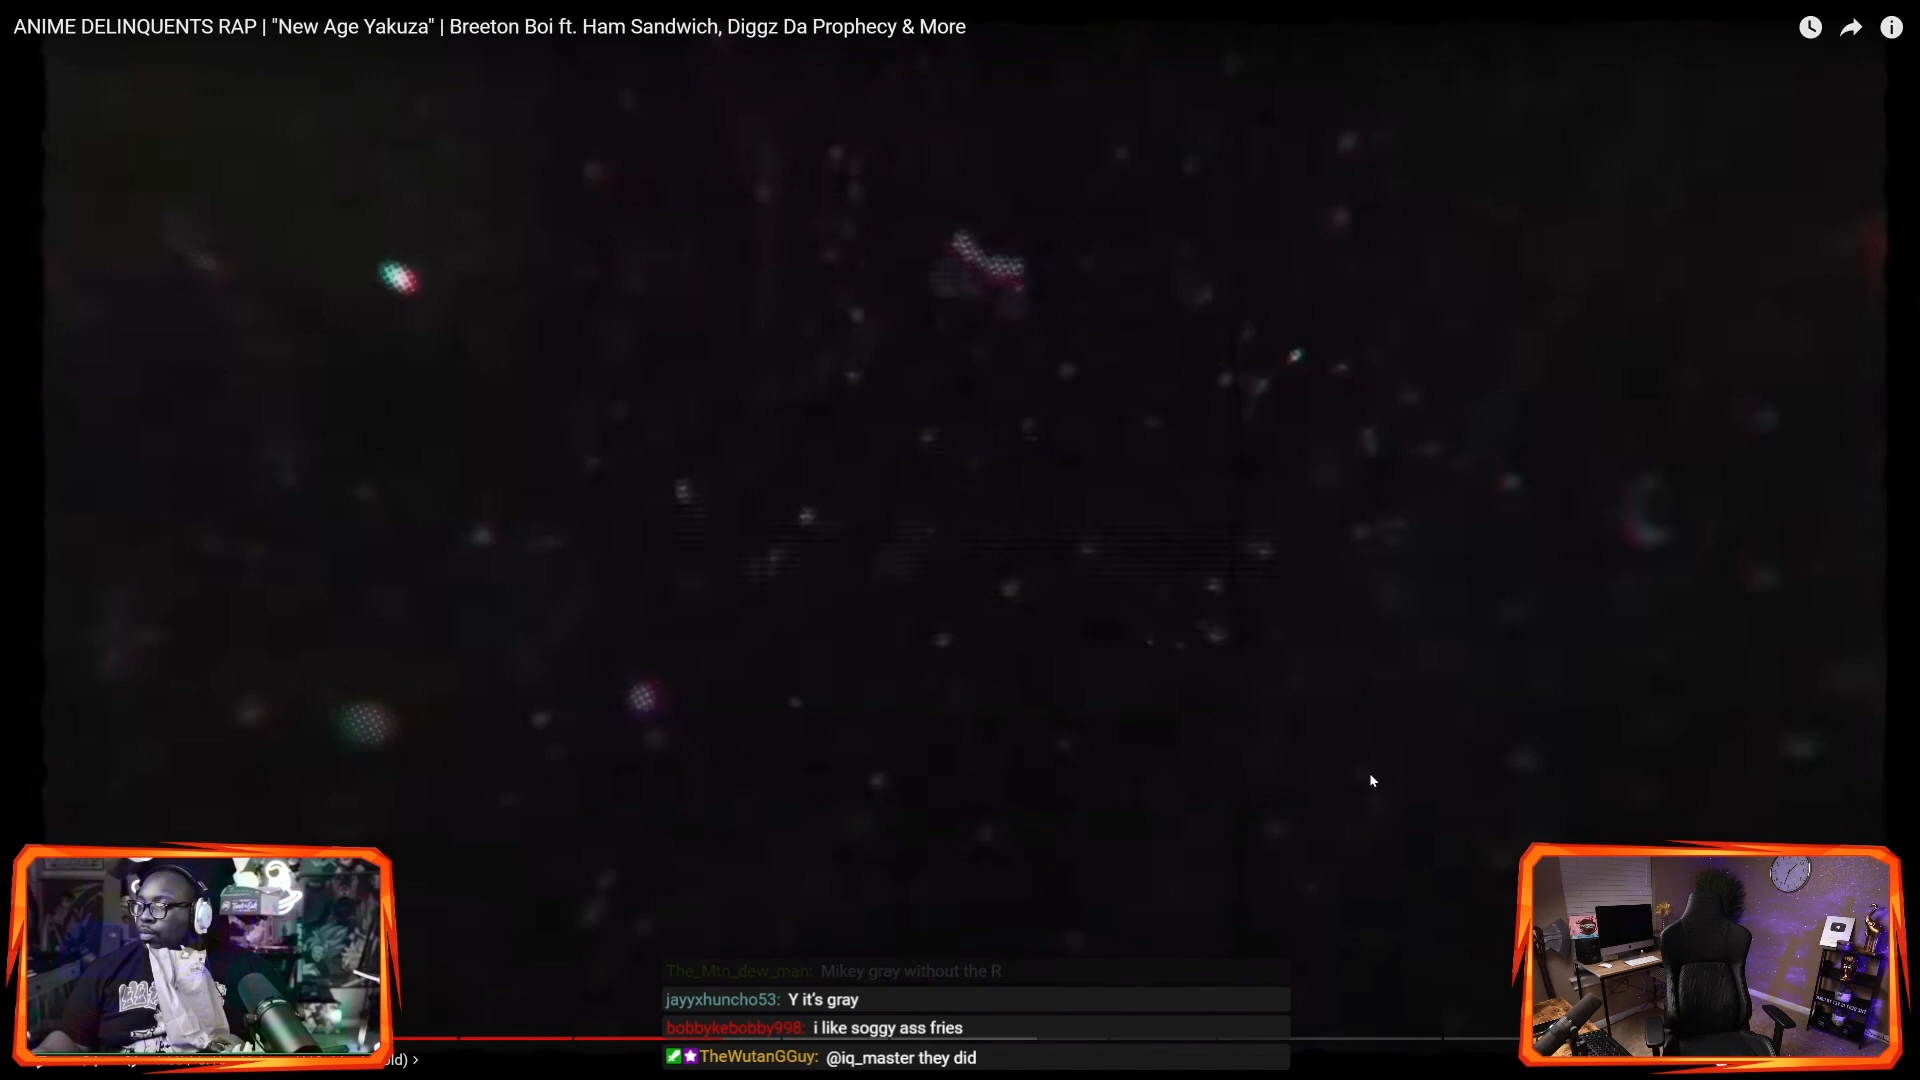 ANIME DELINQUENTS RAP | "New Age Yakuza" | Breeton Boi ft. Ham Sandwich, Diggz Da Prophecy & More
The_Mtn_dew_man: Mikey gray without the R
jayyxhuncho53: Y it's gray
bobbykebobby998: i like soggy ass fries
TheWutanGGuy: @iq_master they did